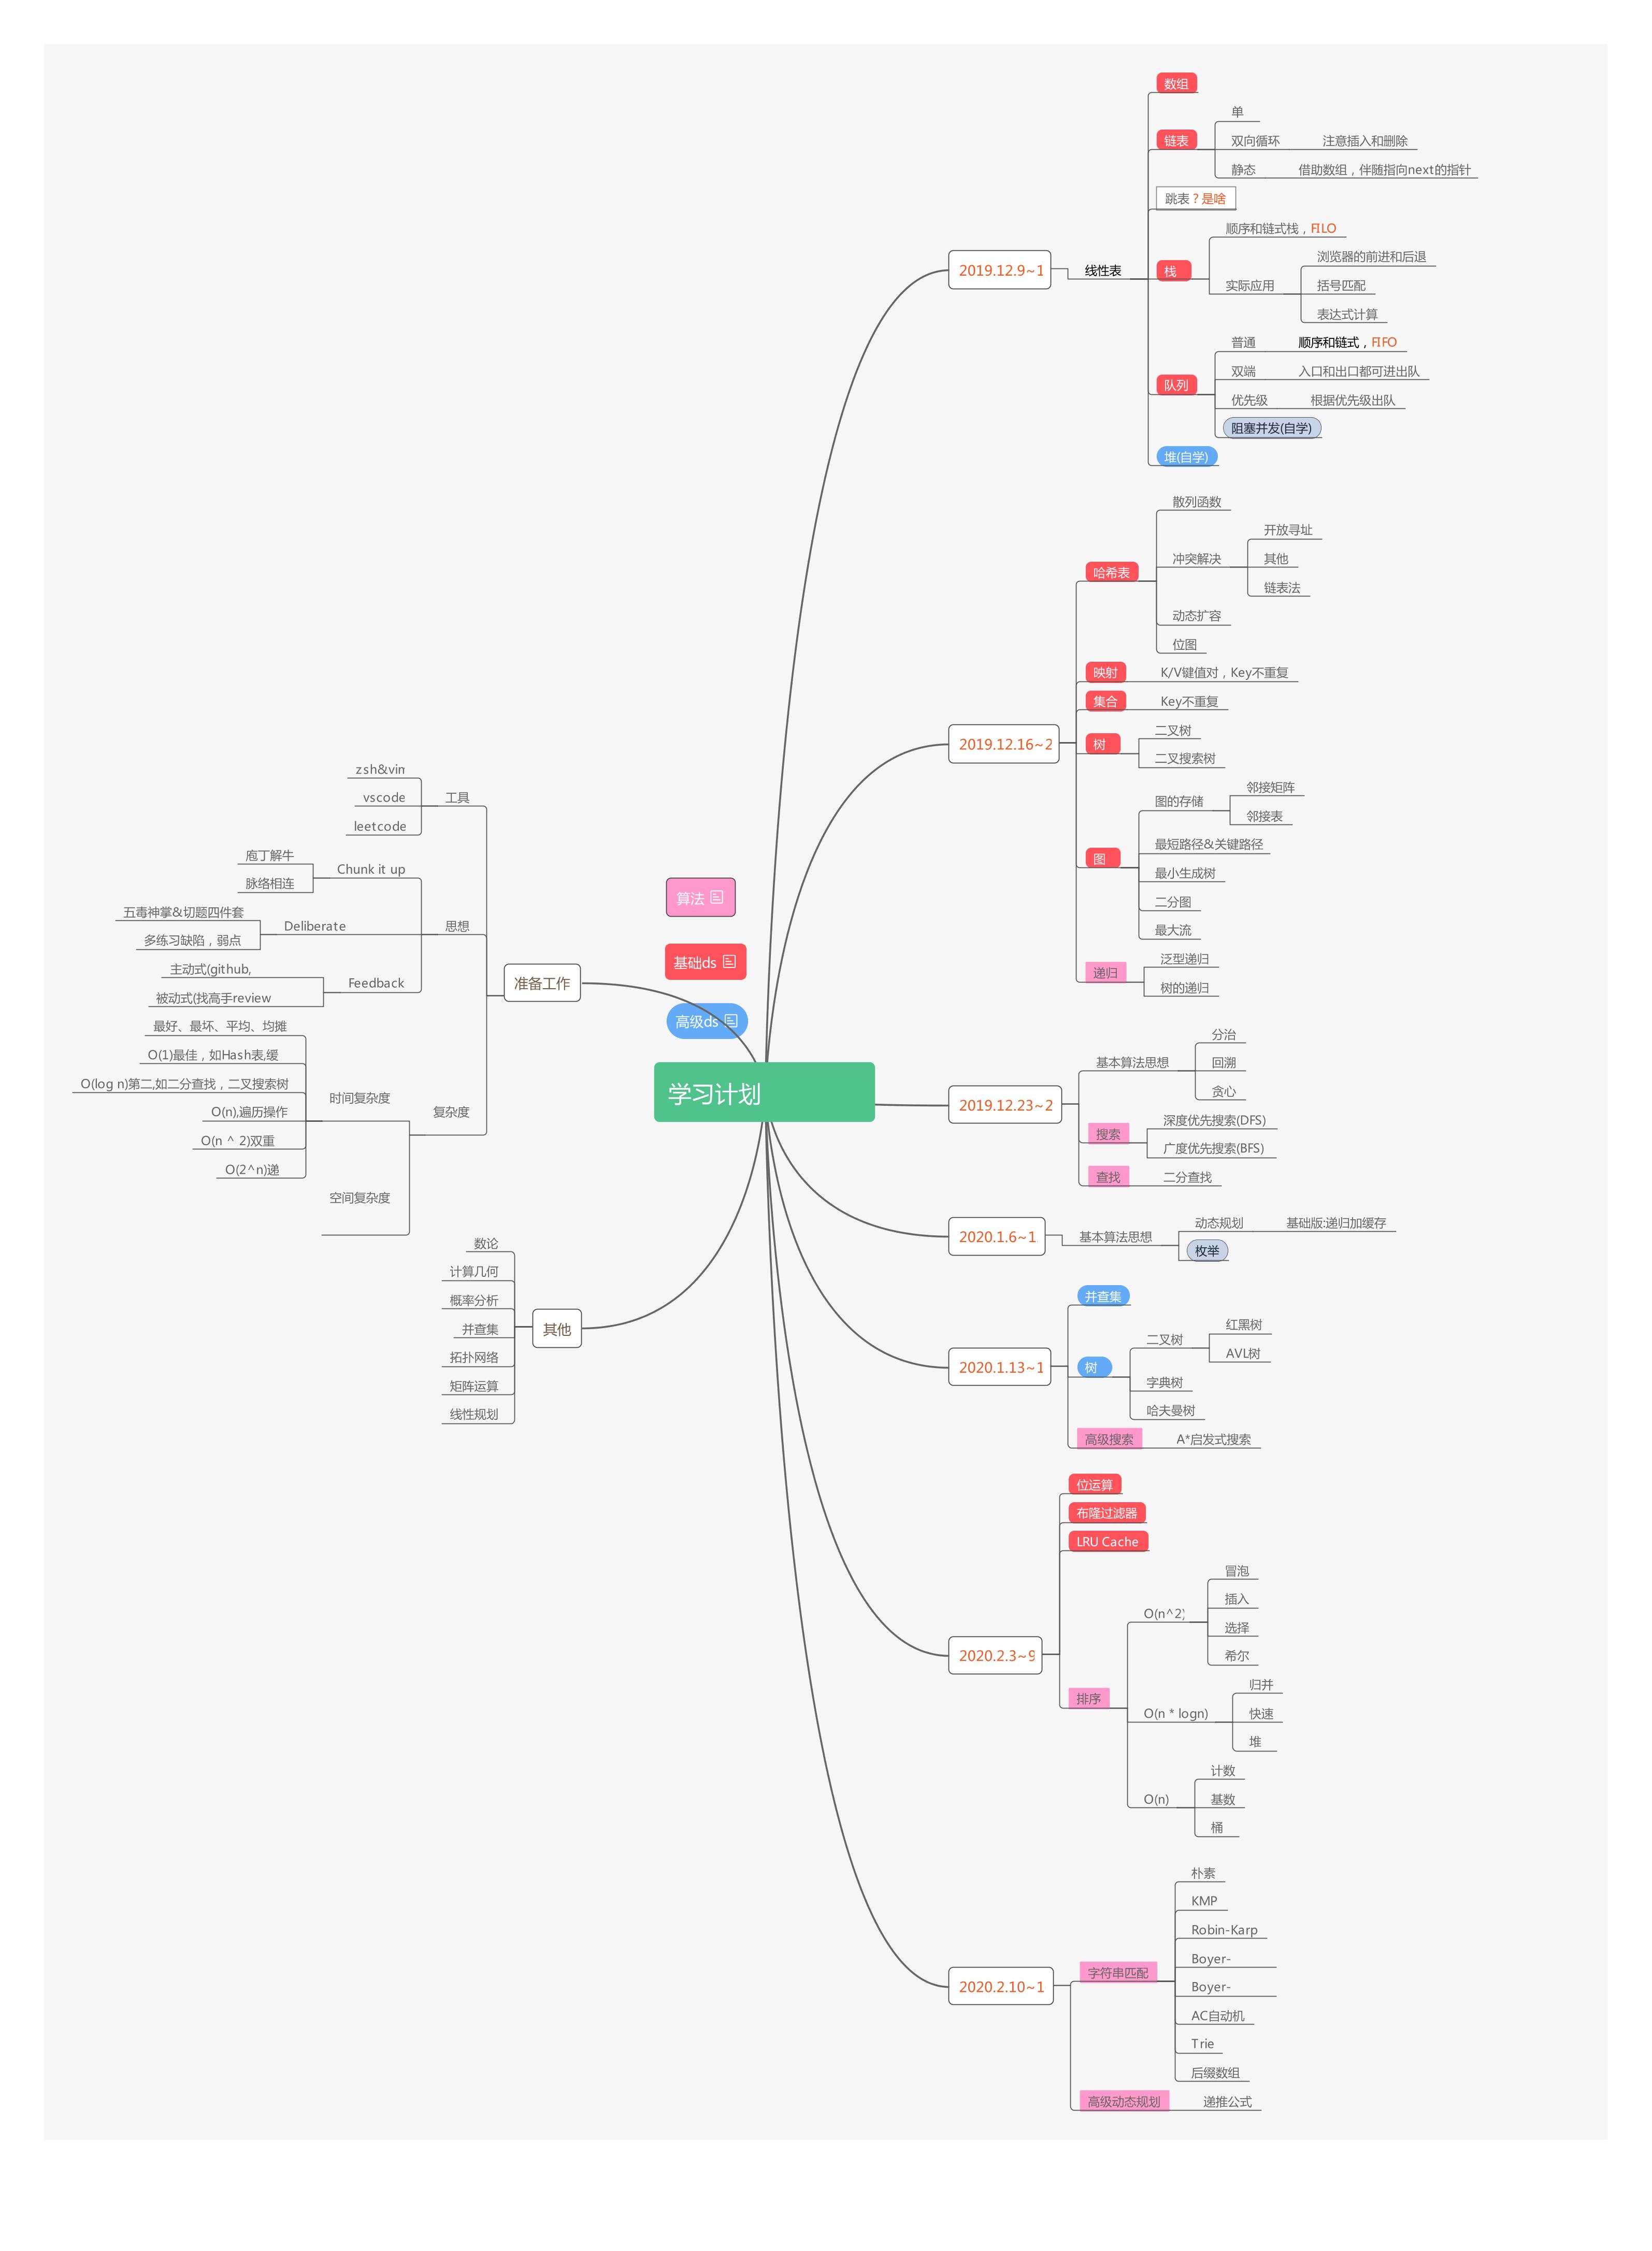 学习计划
算法
基础ds
高级ds
2019.12.9~1
线性表
数组
链表
单
双向循环
注意插入和删除
静态
借助数组，伴随指向next的指针
跳表？是啥
栈
顺序和链式栈，FILO
实际应用
浏览器的前进和后退
括号匹配
表达式计算
队列
普通
顺序和链式，FIFO
双端
入口和出口都可进出队
优先级
根据优先级出队
阻塞并发(自学)
堆(自学)
2019.12.16~2
哈希表
散列函数
冲突解决
开放寻址
其他
链表法
动态扩容
位图
映射
K/V键值对，Key不重复
集合
Key不重复
树
二叉树
二叉搜索树
图
图的存储
邻接矩阵
邻接表
最短路径&关键路径
最小生成树
二分图
最大流
递归
泛型递归
树的递归
2019.12.23~2
基本算法思想
分治
回溯
贪心
搜索
深度优先搜索(DFS)
广度优先搜索(BFS)
查找
二分查找
2020.1.6~1
基本算法思想
动态规划
基础版:递归加缓存
枚举
2020.1.13~1
并查集
树
二叉树
红黑树
AVL树
字典树
哈夫曼树
高级搜索
A*启发式搜索
2020.2.3~9
位运算
布隆过滤器
LRU Cache
排序
O(n^2)
冒泡
插入
选择
希尔
O(n * logn)
归并
快速
堆
O(n)
计数
基数
桶
2020.2.10~1
字符串匹配
朴素
KMP
Robin-Karp
Boyer-
Boyer-
AC自动机
Trie
后缀数组
高级动态规划
递推公式
准备工作
工具
zsh&vin
vscode
leetcode
思想
Chunk it up
庖丁解牛
脉络相连
Deliberate
五毒神掌&切题四件套
多练习缺陷，弱点
Feedback
主动式(github,
被动式(找高手review
复杂度
时间复杂度
最好、最坏、平均、均摊
O(1)最佳，如Hash表,缓
O(log n)第二,如二分查找，二叉搜索树
O(n),遍历操作
O(n ^ 2)双重
O(2^n)递
空间复杂度
其他
数论
计算几何
概率分析
并查集
拓扑网络
矩阵运算
线性规划